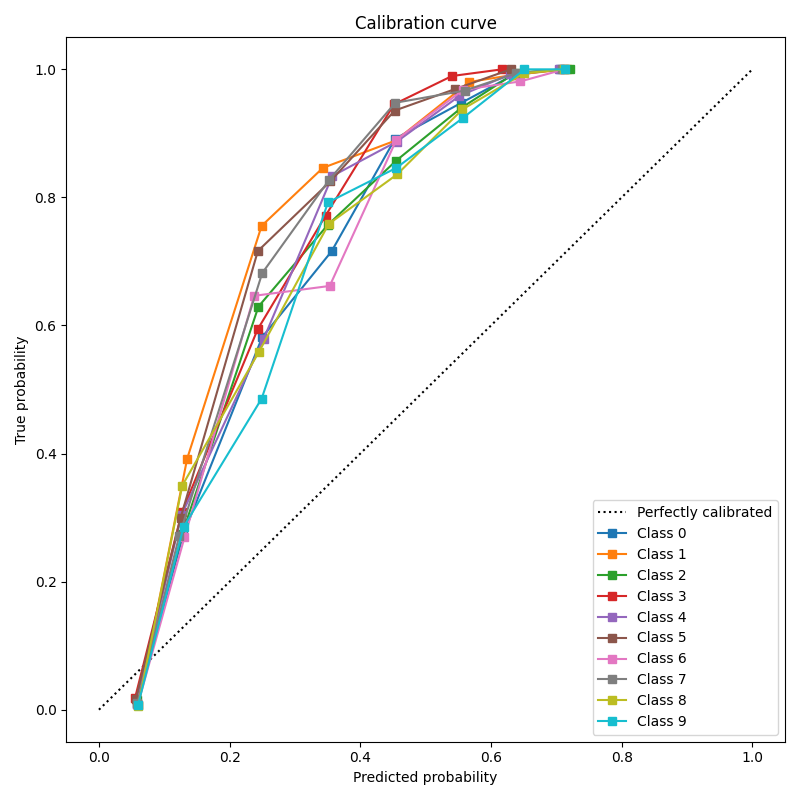 Calibration curve
1.0
0.8
0.6
0.4
0.2
0.0
True probability
0.0 0.2 0.4 0.6 0.8 1.0
Predicted probability
Perfectly calibrated
Class 0
Class 1
Class 2
Class 3
Class 4
Class 5
Class 6
Class 7
Class 8
Class 9